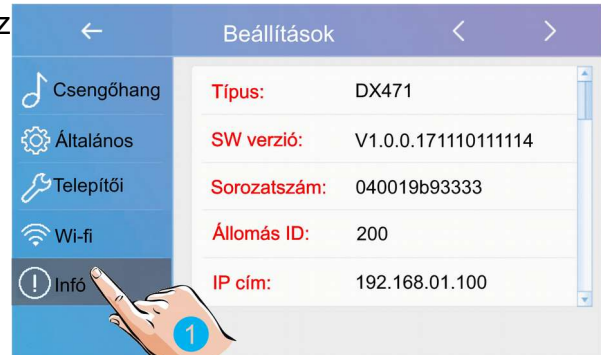 z
Beállítások
Csengőhang
Általános
Telepítői
Wi-fi
Infó
1
Típus: DX471
SW verzió: V1.0.0.171110111114
Sorozatszám: 040019b93333
Állomás ID: 200
IP cím: 192.168.01.100